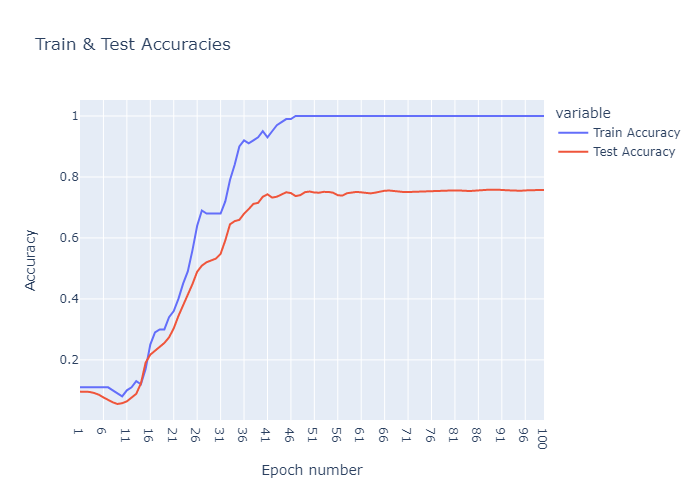 Train & Test Accuracies
variable
Train Accuracy
Test Accuracy
1
0.8
0.6
0.4
0.2
Accuracy
1 6 11 16 21 26 31 36 41 46 51 56 61 66 71 76 81 86 91 96 100
Epoch number